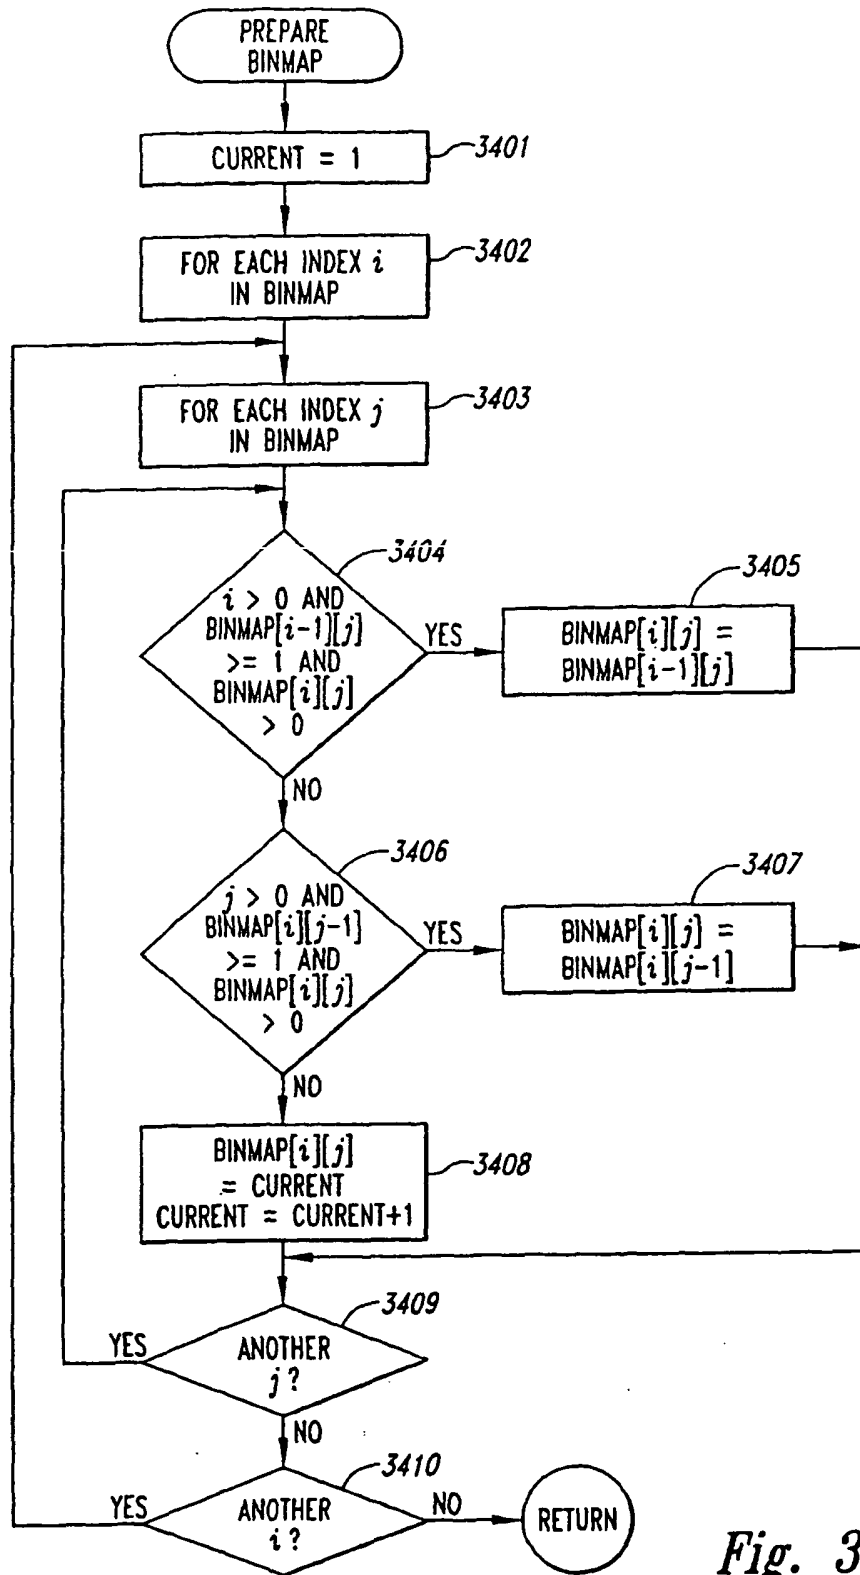 PREPARE
BINMAP
CURRENT = 1
3401
FOR EACH INDEX i
IN BINMAP
3402
FOR EACH INDEX j
IN BINMAP
3403
3404
i > 0 AND
BINMAP[i-1][j]
>= 1 AND
BINMAP[i][j]
> 0
YES
3405
BINMAP[i][j] =
BINMAP[i-1][j]
NO
3406
j > 0 AND
BINMAP[i][j-1]
>= 1 AND
BINMAP[i][j]
> 0
YES
3407
BINMAP[i][j] =
BINMAP[i][j-1]
NO
BINMAP[i][j]
= CURRENT
CURRENT = CURRENT+1
3408
3409
YES
ANOTHER
j?
NO
3410
YES
ANOTHER
i?
NO
RETURN
Fig. 3